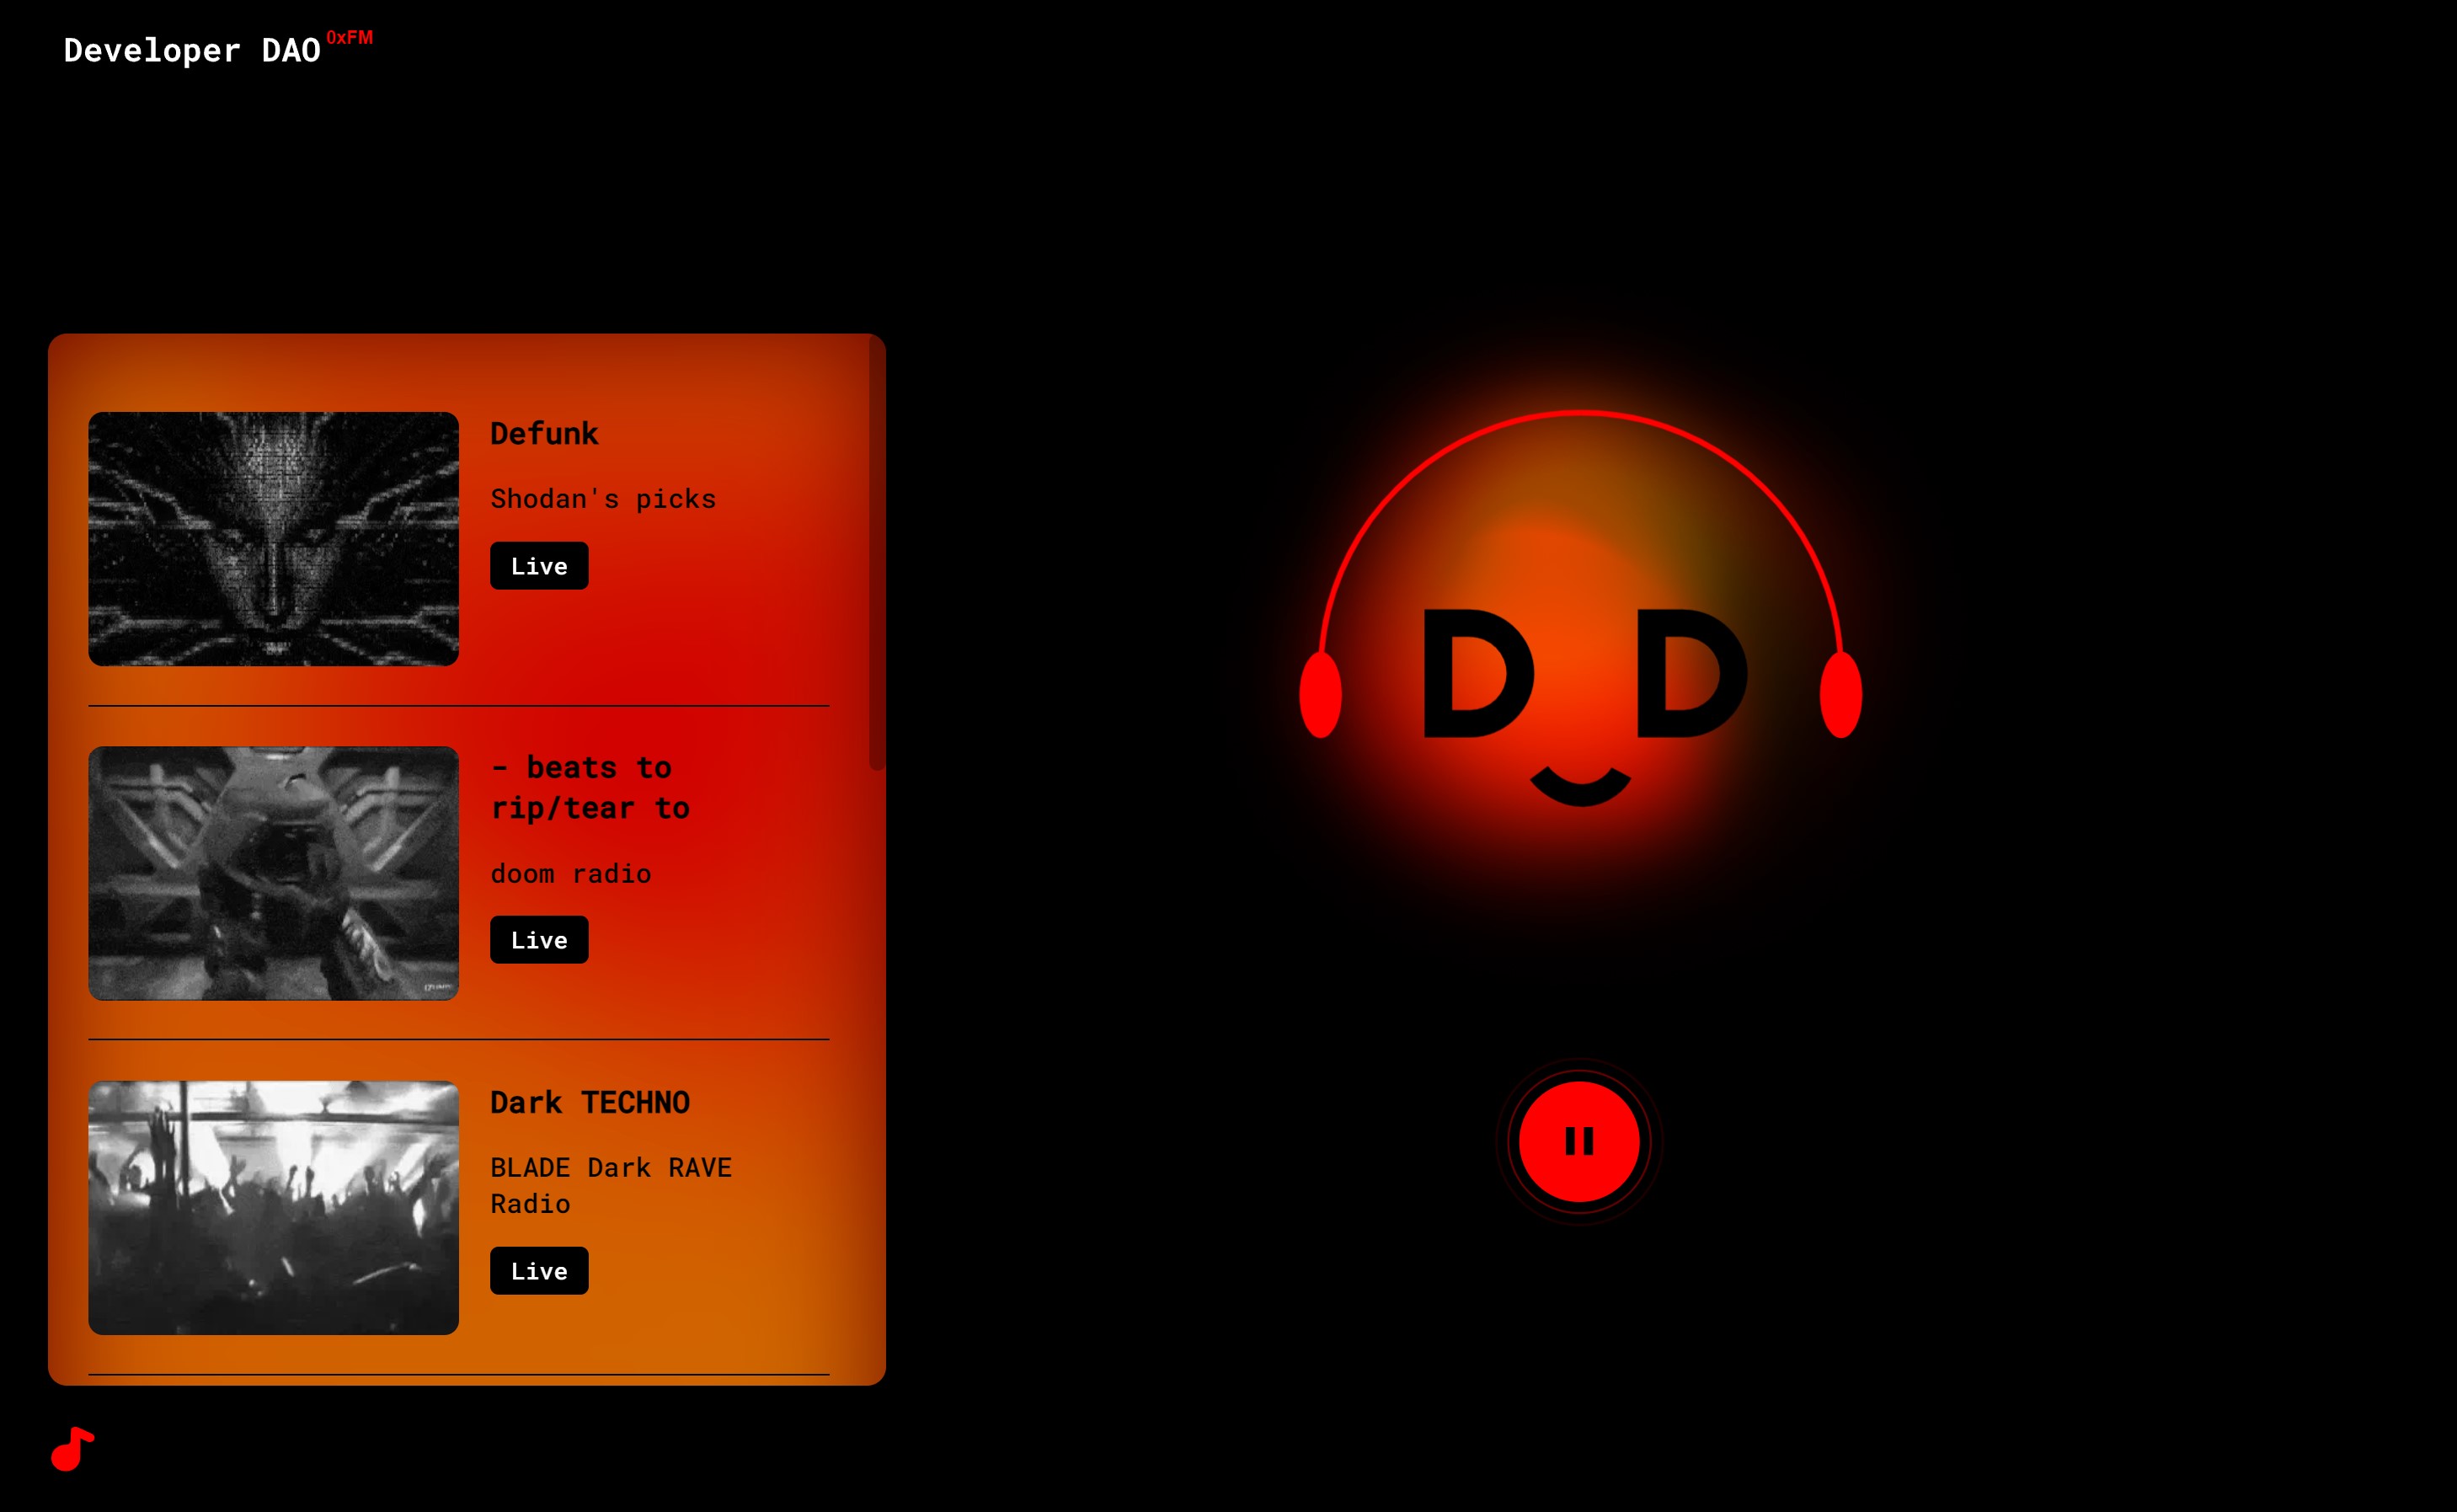 Developer DAO 0xFM
Defunk
Shodan's picks
Live
- beats to
rip/tear to
doom radio
Live
Dark TECHNO
BLADE Dark RAVE
Radio
Live
D D